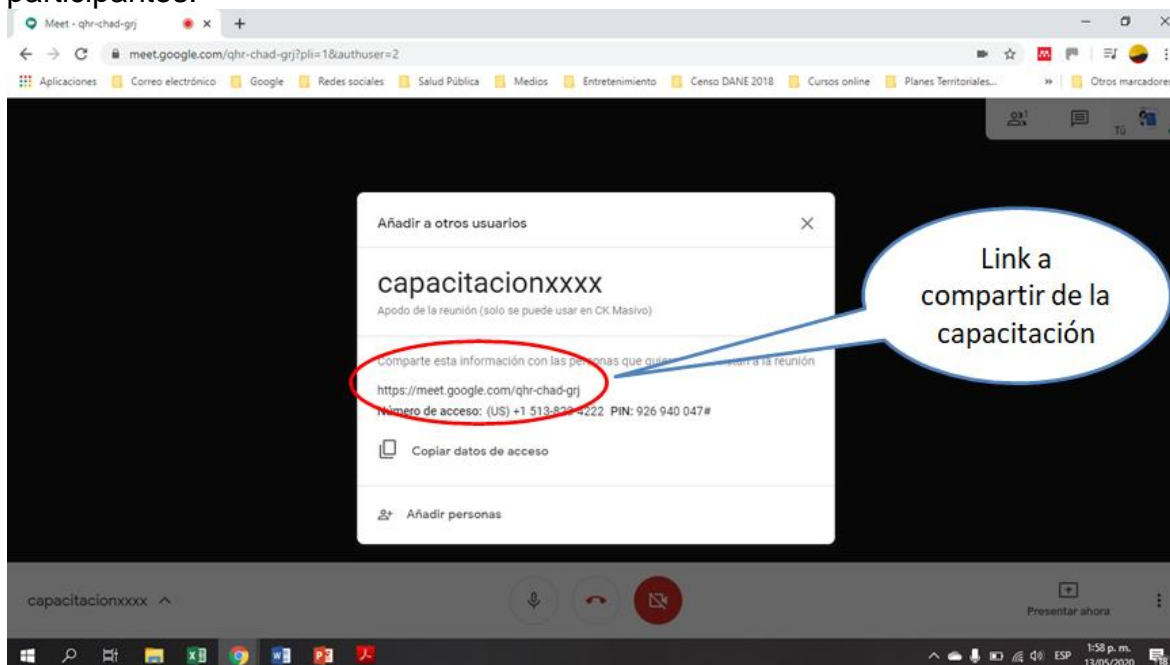 participantes.
Meet - qhr-chad-grj
meet.google.com/qhr-chad-grj?pli=1&authuser=2
Aplicaciones Correo electrónico Google Redes sociales Salud Pública Medios Entretenimiento Censo DANE 2018 Cursos online Planes Territoriales... » Otros marcadores
Tú
Añadir a otros usuarios
capacitacionxxxx
Apodo de la reunión (solo se puede usar en CK Masivo)
Comparte esta información con las personas que a la reunión
https://meet.google.com/qhr-chad-grj
Número de acceso: (US) +1 513-823-4222 PIN: 926 940 047#
Copiar datos de acceso
Añadir personas
Link a
compartir de la
capacitación
capacitacionxxxx
Presentar ahora
ESP
1:58 p. m.
13/05/2020